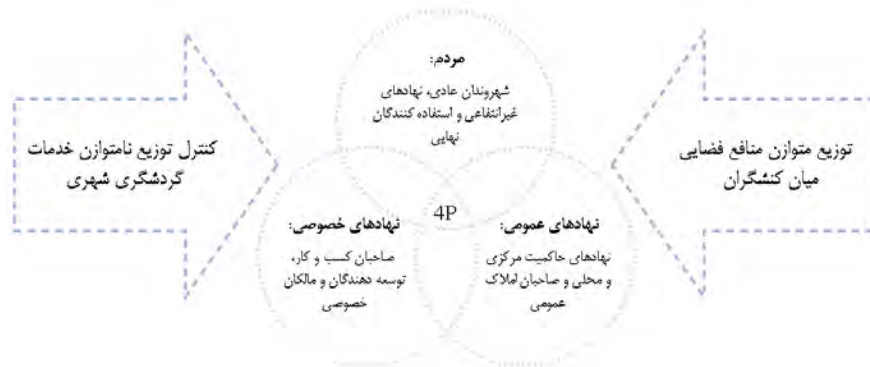 مردم:
شهروندان عادی، نهادهای
غیرانتفاعی و استفاده کنندگان
نهایی
توزیع متوازن منافع فضایی
میان کنشگران
کنترل توزیع نامتوازن خدمات
گردشگری شهری
4P
نهادهای عمومی:
نهادهای حاکمیت مرکزی
و محلی و صاحبان املاک
عمومی
نهادهای خصوصی:
صاحبان کسب و کار،
توسعه دهندگان و مالکان
خصوصی